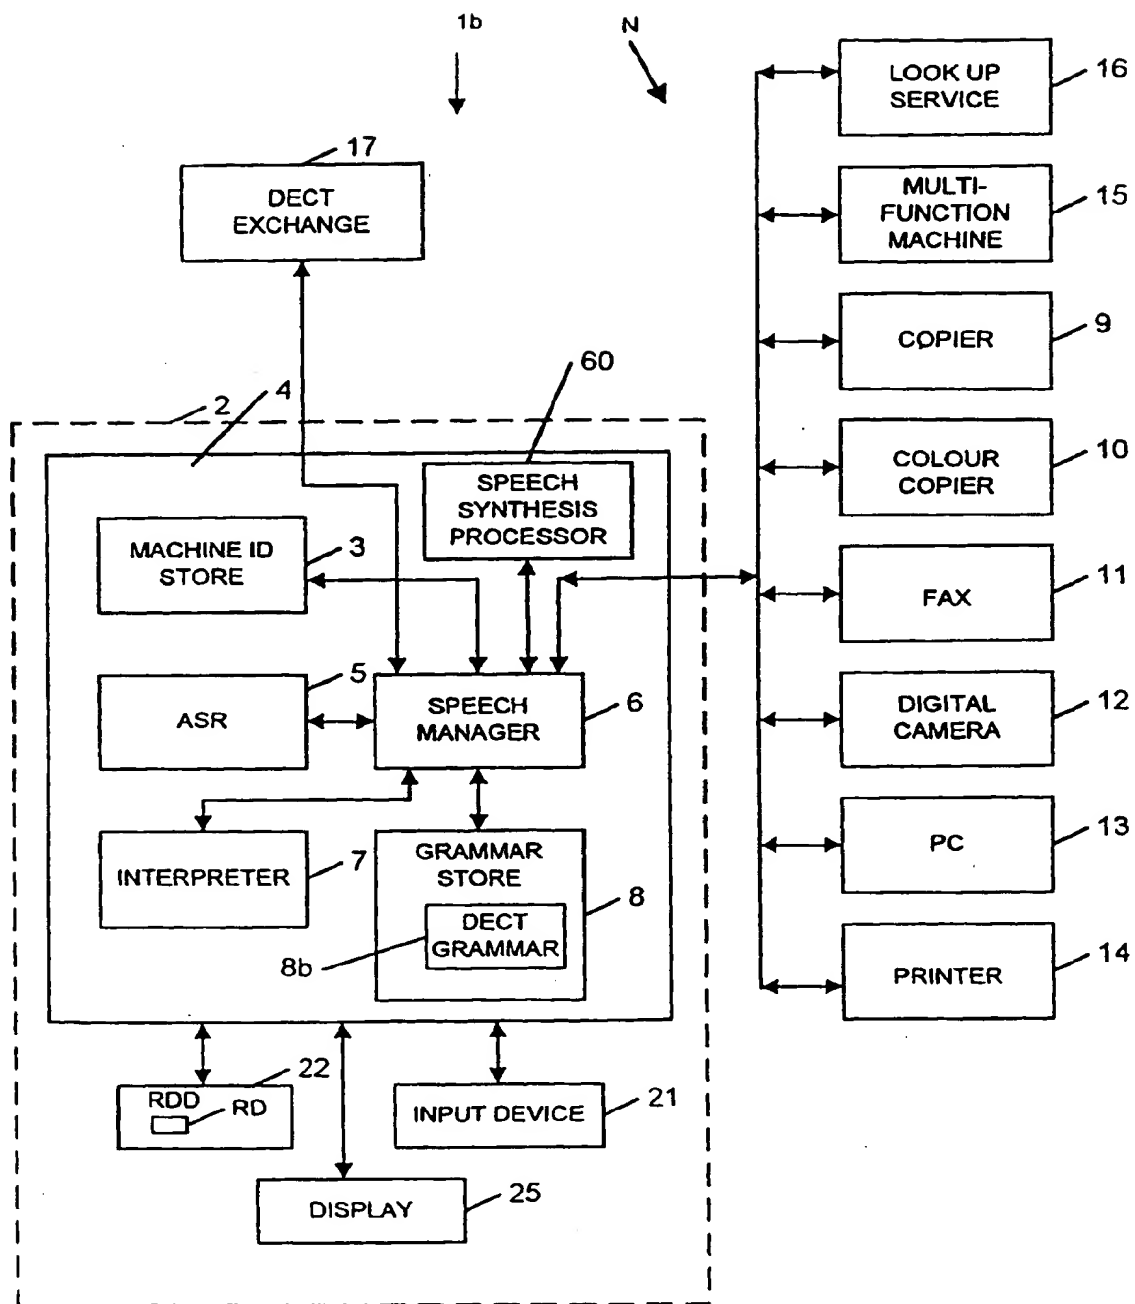 1b
N
LOOK UP
SERVICE
16
17
DECT
EXCHANGE
MULTI-
FUNCTION
MACHINE
15
COPIER
9
60
4
2
COLOUR
COPIER
10
SPEECH
SYNTHESIS
PROCESSOR
MACHINE ID
STORE
3
FAX
11
5
ASR
SPEECH
MANAGER
6
DIGITAL
CAMERA
12
INTERPRETER
7
GRAMMAR
STORE
8
DECT
GRAMMAR
8b
PC
13
PRINTER
14
22
RDD
RD
INPUT DEVICE
21
DISPLAY
25